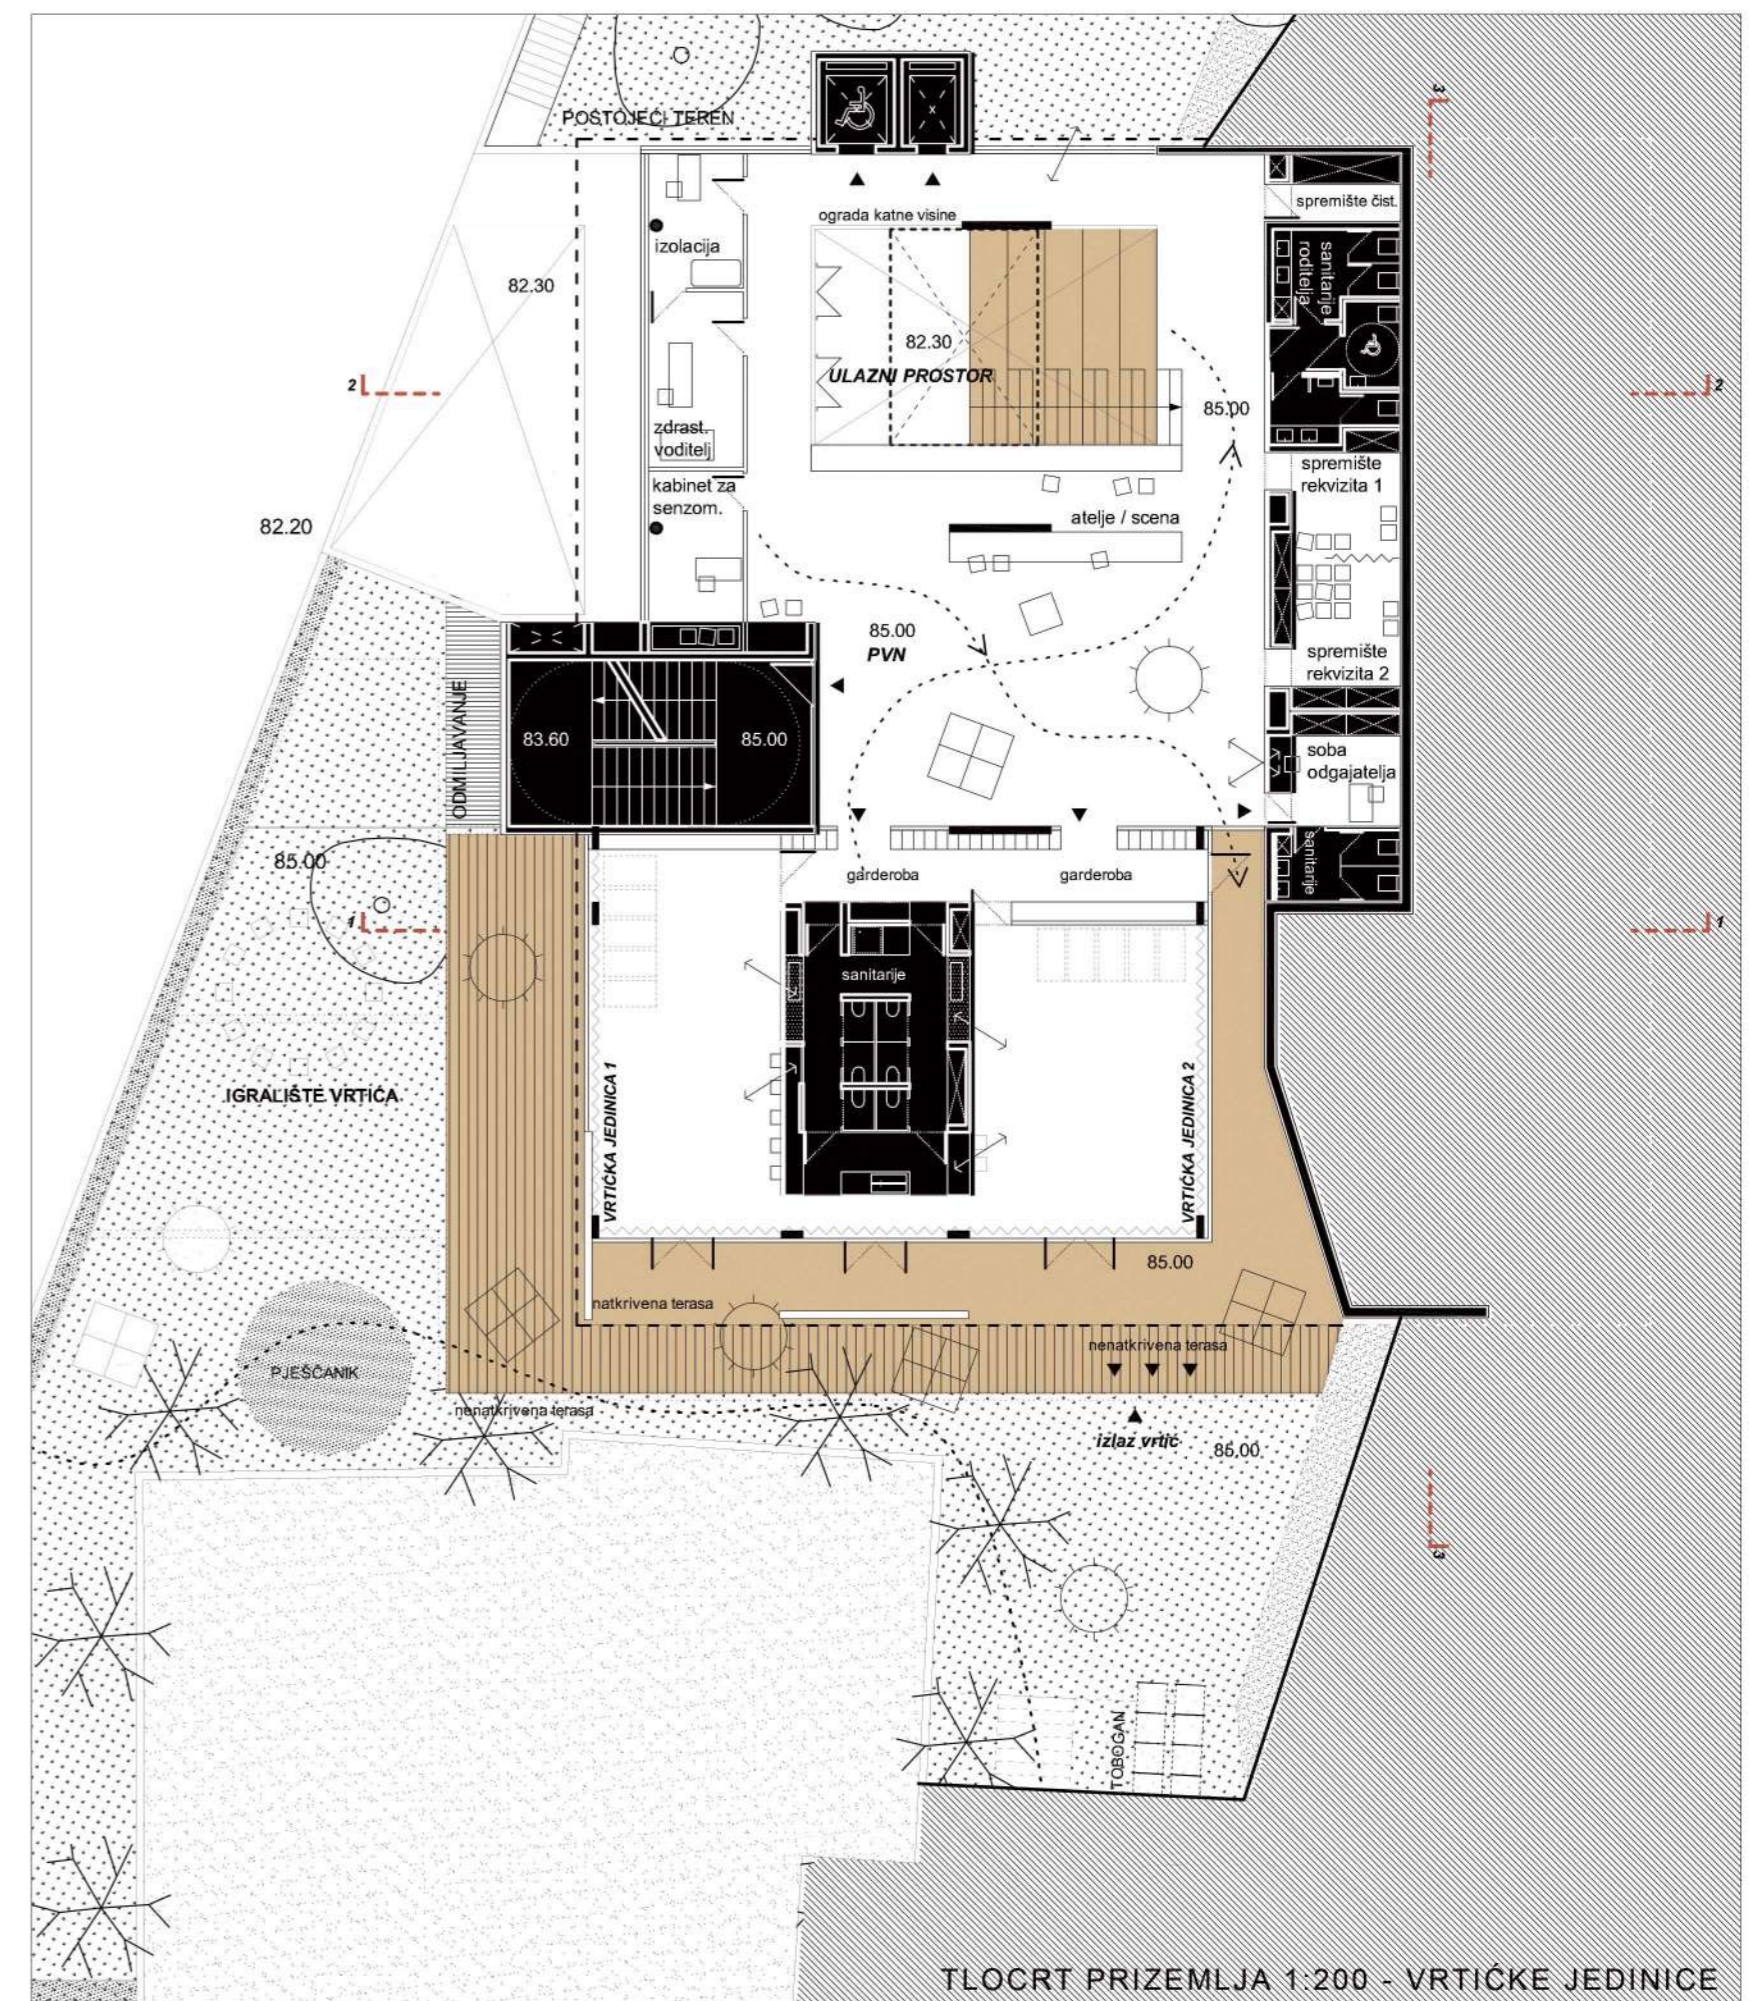 3
POSTOJEĆI TEREN
ograda katne visine
spremište čist.
izolacija
sanitarije
roditelja
82.30
82.30
ULAZNI PROSTOR
2
2
85.00
zdrast.
voditelj
kabinet za
senzom.
spremište
rekvizita 1
atelje / scena
82.20
85.00
PVN
spremište
rekvizita 2
ODMILJAVANJE
83.60
85.00
soba
odgajatelja
85.00
garderoba
garderoba
sanitarije
1
1
sanitarije
IGRALIŠTE VRTIĆA
VRTIĆKA JEDINICA 1
VRTIĆKA JEDINICA 2
85.00
natkrivena terasa
nenatkrivena terasa
PJEŠČANIK
nenatkrivena terasa
izlaz vrtić
85.00
3
TOBOGAN
TLOCRT PRIZEMLJA 1:200 - VRTIĆKE JEDINICE